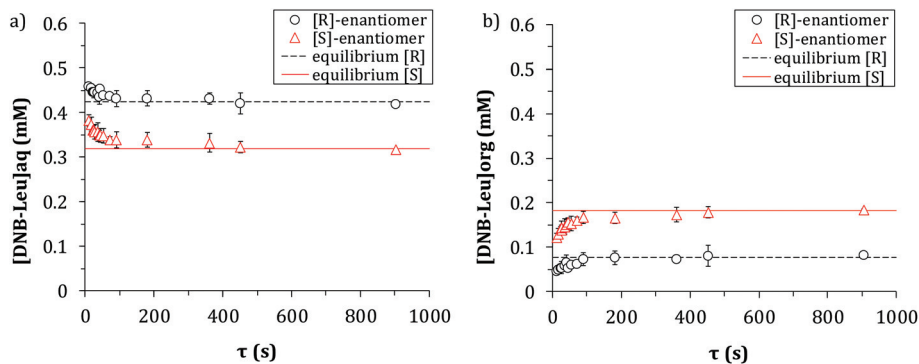 a)
[R]-enantiomer
[S]-enantiomer
equilibrium [R]
equilibrium [S]
[DNB-Leu]aq (mM)
0.6
0.5
0.4
0.3
0.2
0.1
0
0 200 400 600 800 1000
τ (s)
b)
[R]-enantiomer
[S]-enantiomer
equilibrium [R]
equilibrium [S]
[DNB-Leu]org (mM)
0.6
0.5
0.4
0.3
0.2
0.1
0
0 200 400 600 800 1000
τ (s)